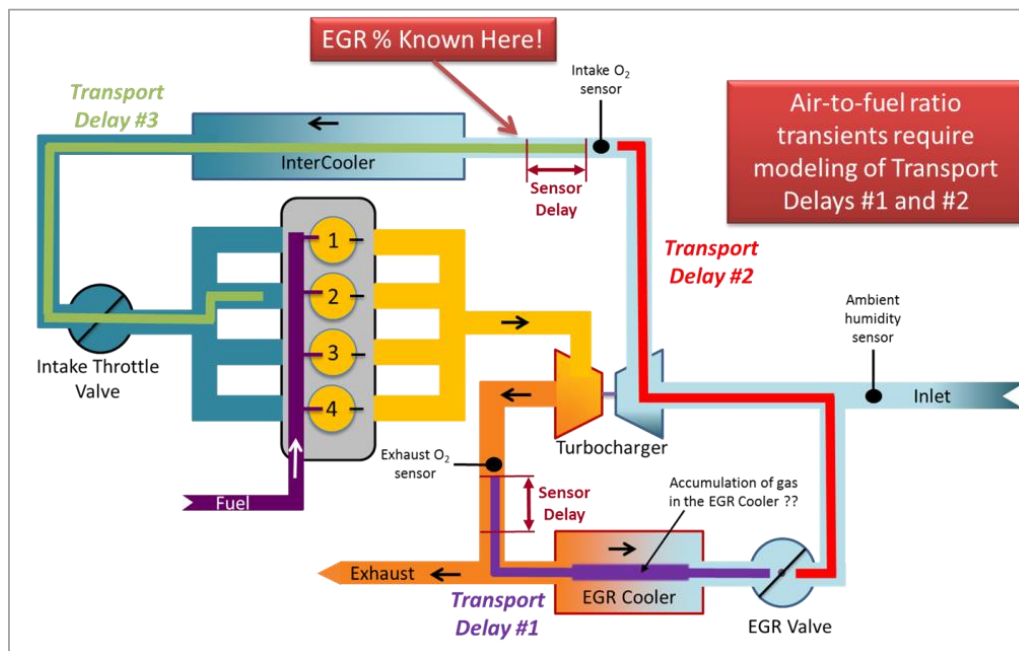 EGR % Known Here!
Intake O₂
sensor
Transport
Delay #3
Air-to-fuel ratio
transients require
modeling of Transport
Delays #1 and #2
InterCooler
Sensor
Delay
1
2
3
4
Transport
Delay #2
Ambient
humidity
sensor
Intake Throttle
Valve
Inlet
Turbocharger
Exhaust O₂
sensor
Accumulation of gas
in the EGR Cooler ??
Sensor
Delay
Fuel
Exhaust
EGR Cooler
Transport
Delay #1
EGR Valve